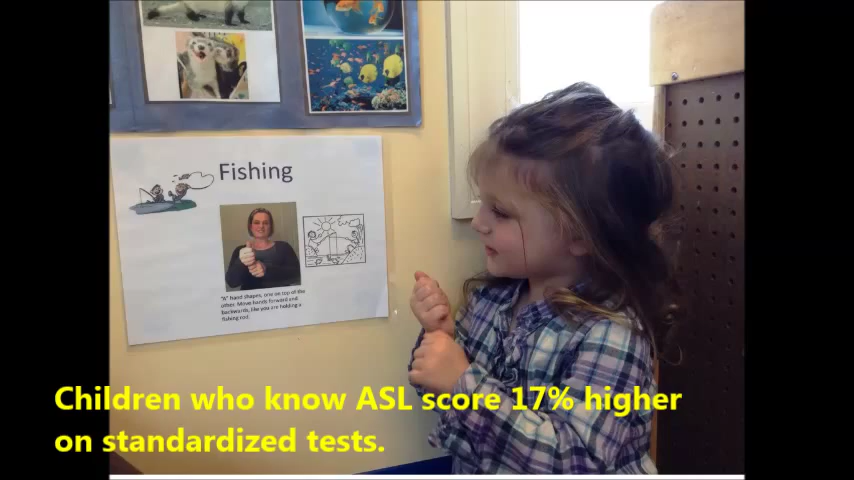 Fishing
"A" hand shapes, one on top of the
other. Move hands forward and
backwards, like you are holding a
fishing rod.
Children who know ASL score 17% higher
on standardized tests.